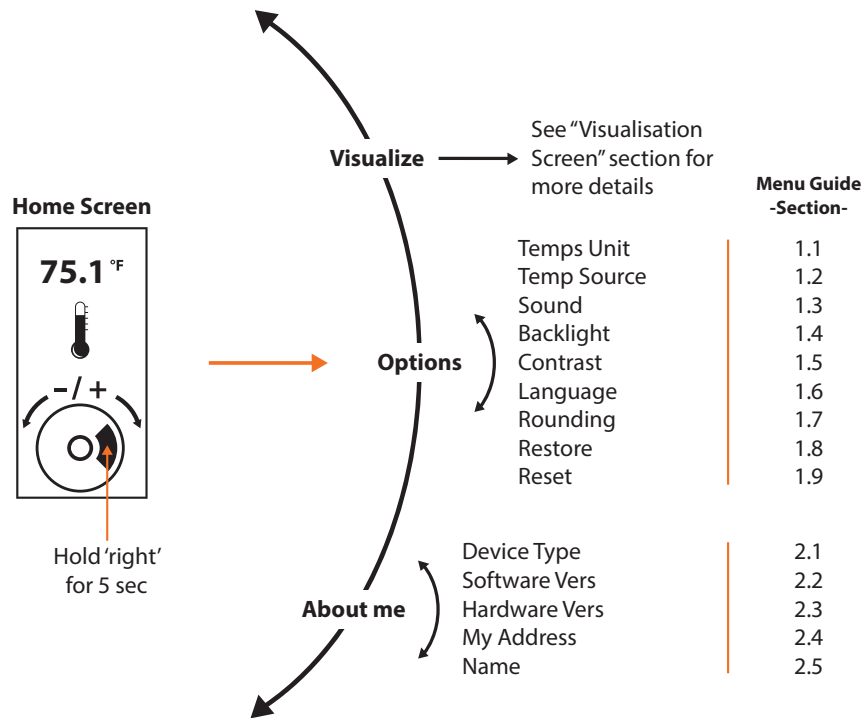 Visualize
See “Visualisation
Screen” section for
more details
Menu Guide
-Section-
Home Screen
75.1 °F
- / +
Hold ‘right’
for 5 sec
Options
Temps Unit 1.1
Temp Source 1.2
Sound 1.3
Backlight 1.4
Contrast 1.5
Language 1.6
Rounding 1.7
Restore 1.8
Reset 1.9
About me
Device Type 2.1
Software Vers 2.2
Hardware Vers 2.3
My Address 2.4
Name 2.5